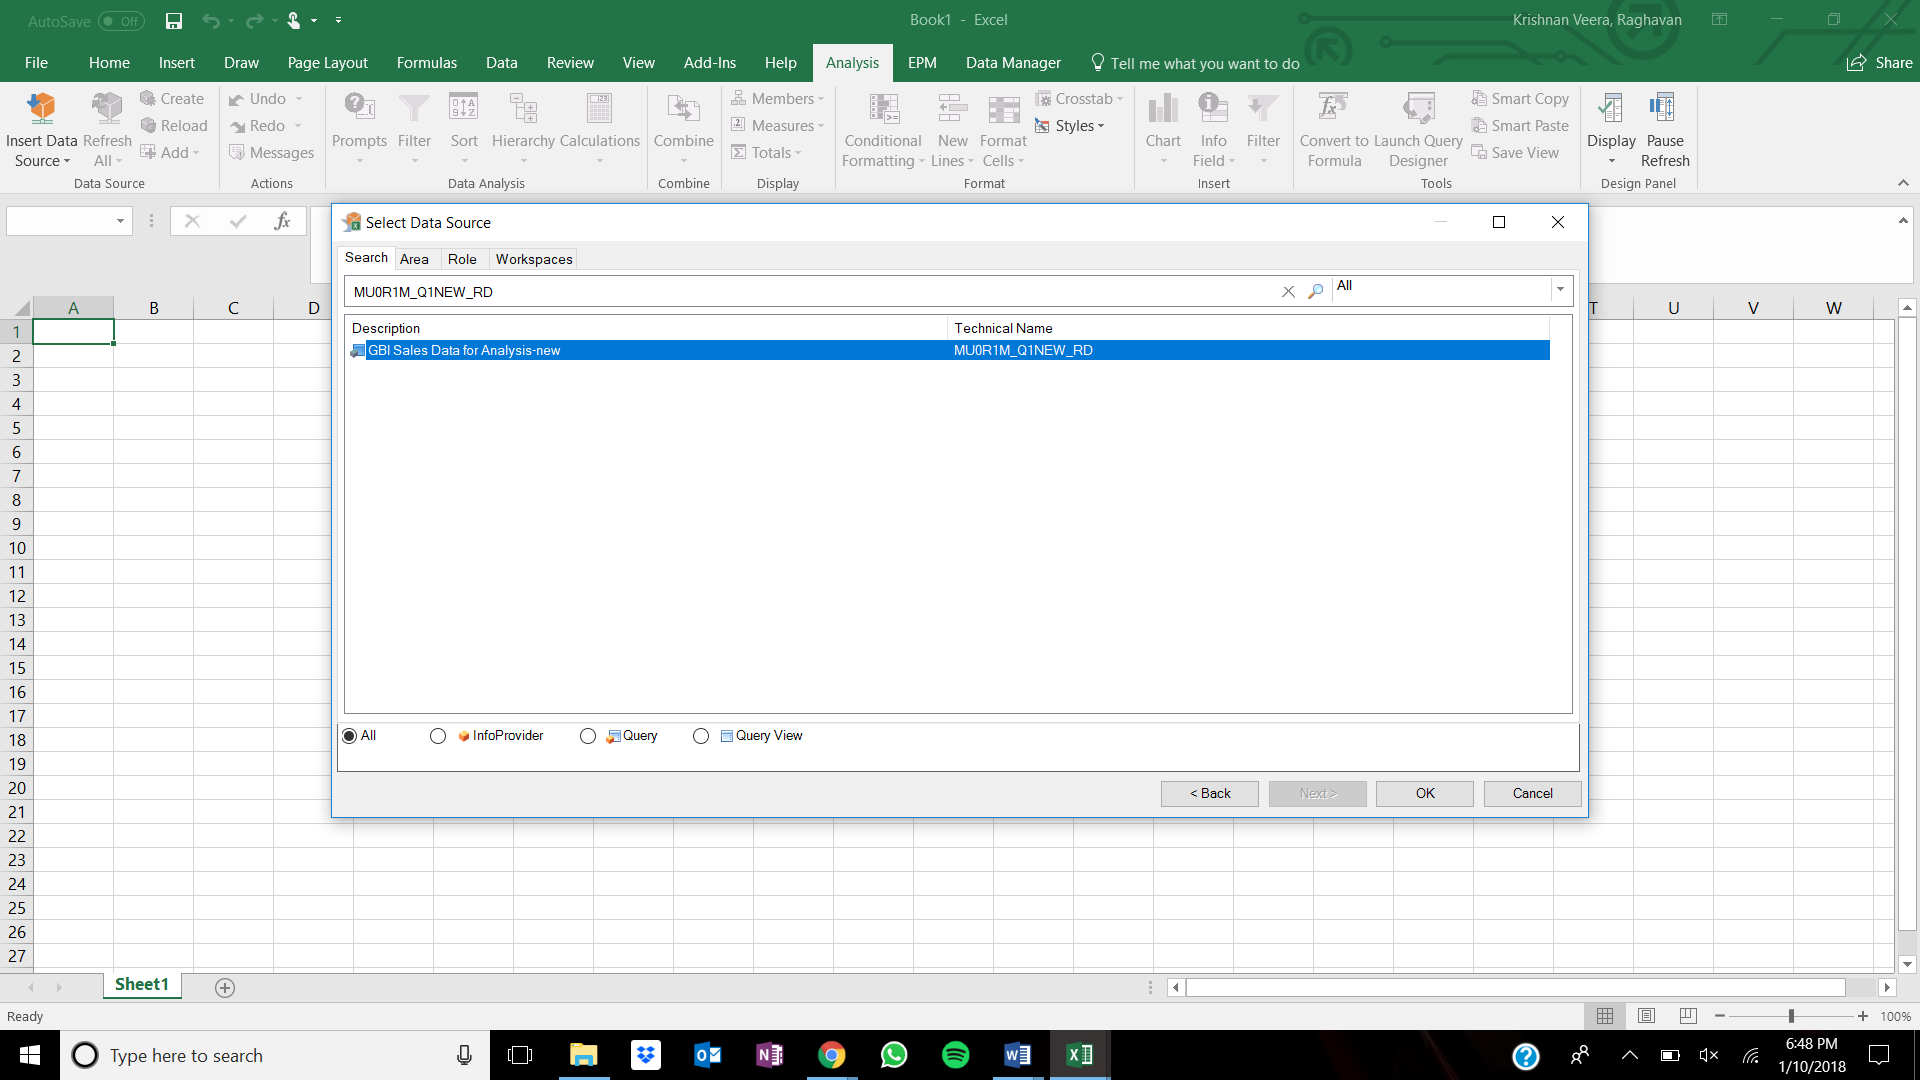 AutoSave Off
Book1 - Excel
Krishnan Veera, Raghavan
File Home Insert Draw Page Layout Formulas Data Review View Add-Ins Help Analysis EPM Data Manager Tell me what you want to do Share
Insert Data Source
Refresh All
Create
Reload
Add
Data Source
Undo
Redo
Messages
Actions
Prompts
Filter
Sort
Hierarchy
Calculations
Data Analysis
Combine
Combine
Members
Measures
Totals
Display
Conditional Formatting
New Lines
Format Cells
Crosstab
Styles
Format
Chart
Info Field
Filter
Insert
Convert to Formula
Launch Query Designer
Smart Copy
Smart Paste
Save View
Tools
Display
Pause Refresh
Design Panel
fx
Select Data Source
Search Area Role Workspaces
MU0R1M_Q1NEW_RD All
Description Technical Name
GBI Sales Data for Analysis-new MU0R1M_Q1NEW_RD
All InfoProvider Query Query View
< Back Next > OK Cancel
A B C D T U V W
1
2
3
4
5
6
7
8
9
10
11
12
13
14
15
16
17
18
19
20
21
22
23
24
25
26
27
Sheet1
Ready
100%
Type here to search
6:48 PM
1/10/2018